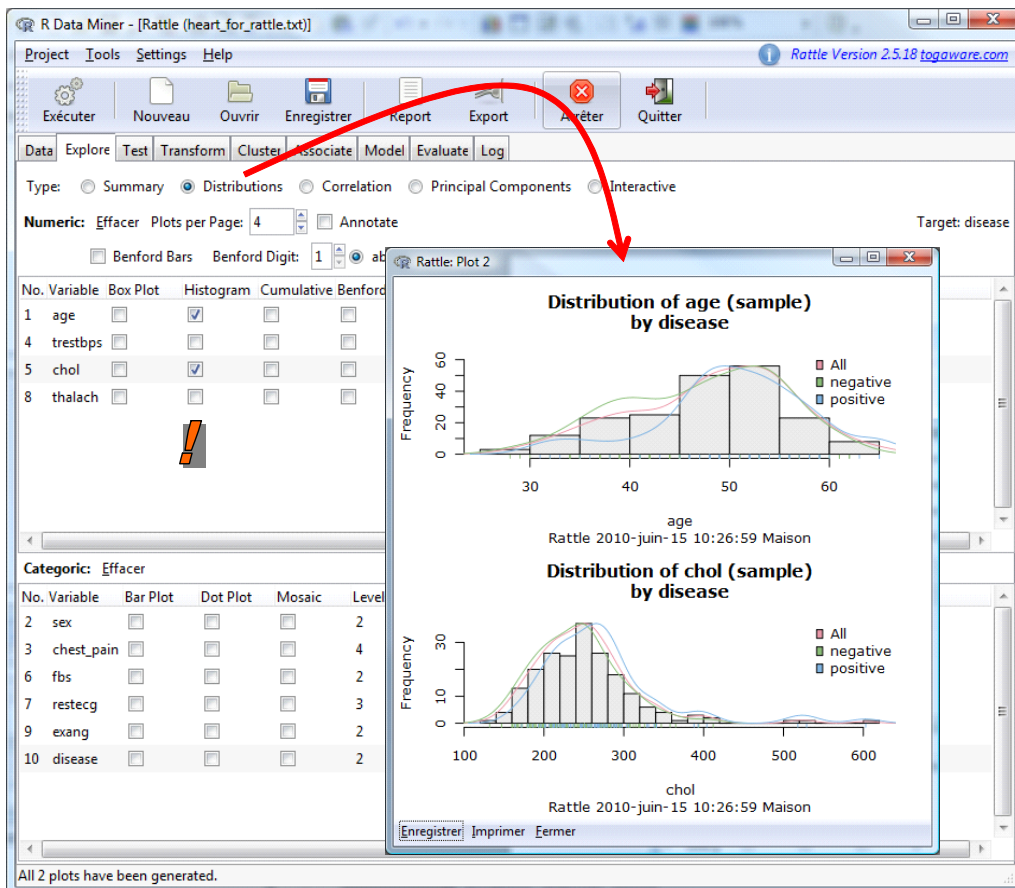 R Data Miner - [Rattle (heart_for_rattle.txt)]
Project Tools Settings Help
Rattle Version 2.5.18 togaware.com
Exécuter Nouveau Ouvrir Enregistrer Report Export Arrêter Quitter
Data Explore Test Transform Cluster Associate Model Evaluate Log
Type: Summary Distributions Correlation Principal Components Interactive
Numeric: Effacer Plots per Page: 4 Annotate Target: disease
Benford Bars Benford Digit: 1
No. Variable Box Plot Histogram Cumulative Benford
1 age
4 trestbps
5 chol
8 thalach
Categoric: Effacer
No. Variable Bar Plot Dot Plot Mosaic
2 sex 2
3 chest_pain 4
6 fbs 2
7 restecg 3
9 exang 2
10 disease 2
Rattle: Plot 2
Distribution of age (sample)
by disease
All
negative
positive
Frequency
0 20 40 60
30 40 50 60
age
Rattle 2010-juin-15 10:26:59 Maison
Distribution of chol (sample)
by disease
All
negative
positive
Frequency
0 10 30
100 200 300 400 500 600
chol
Rattle 2010-juin-15 10:26:59 Maison
Enregistrer Imprimer Fermer
All 2 plots have been generated.